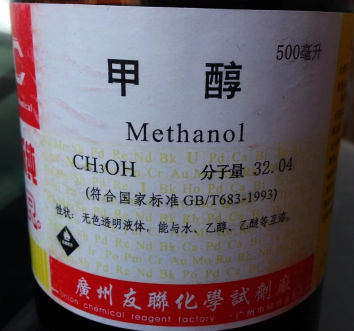 500毫升
甲 醇
Methanol
CH₃OH 分子量 32.04
(符合国家标准 GB/T683-1993)
性状: 无色透明液体，能与水、乙醇、乙醚等互溶。
廣州友聯化學試劑廠
union chemical reagent factory